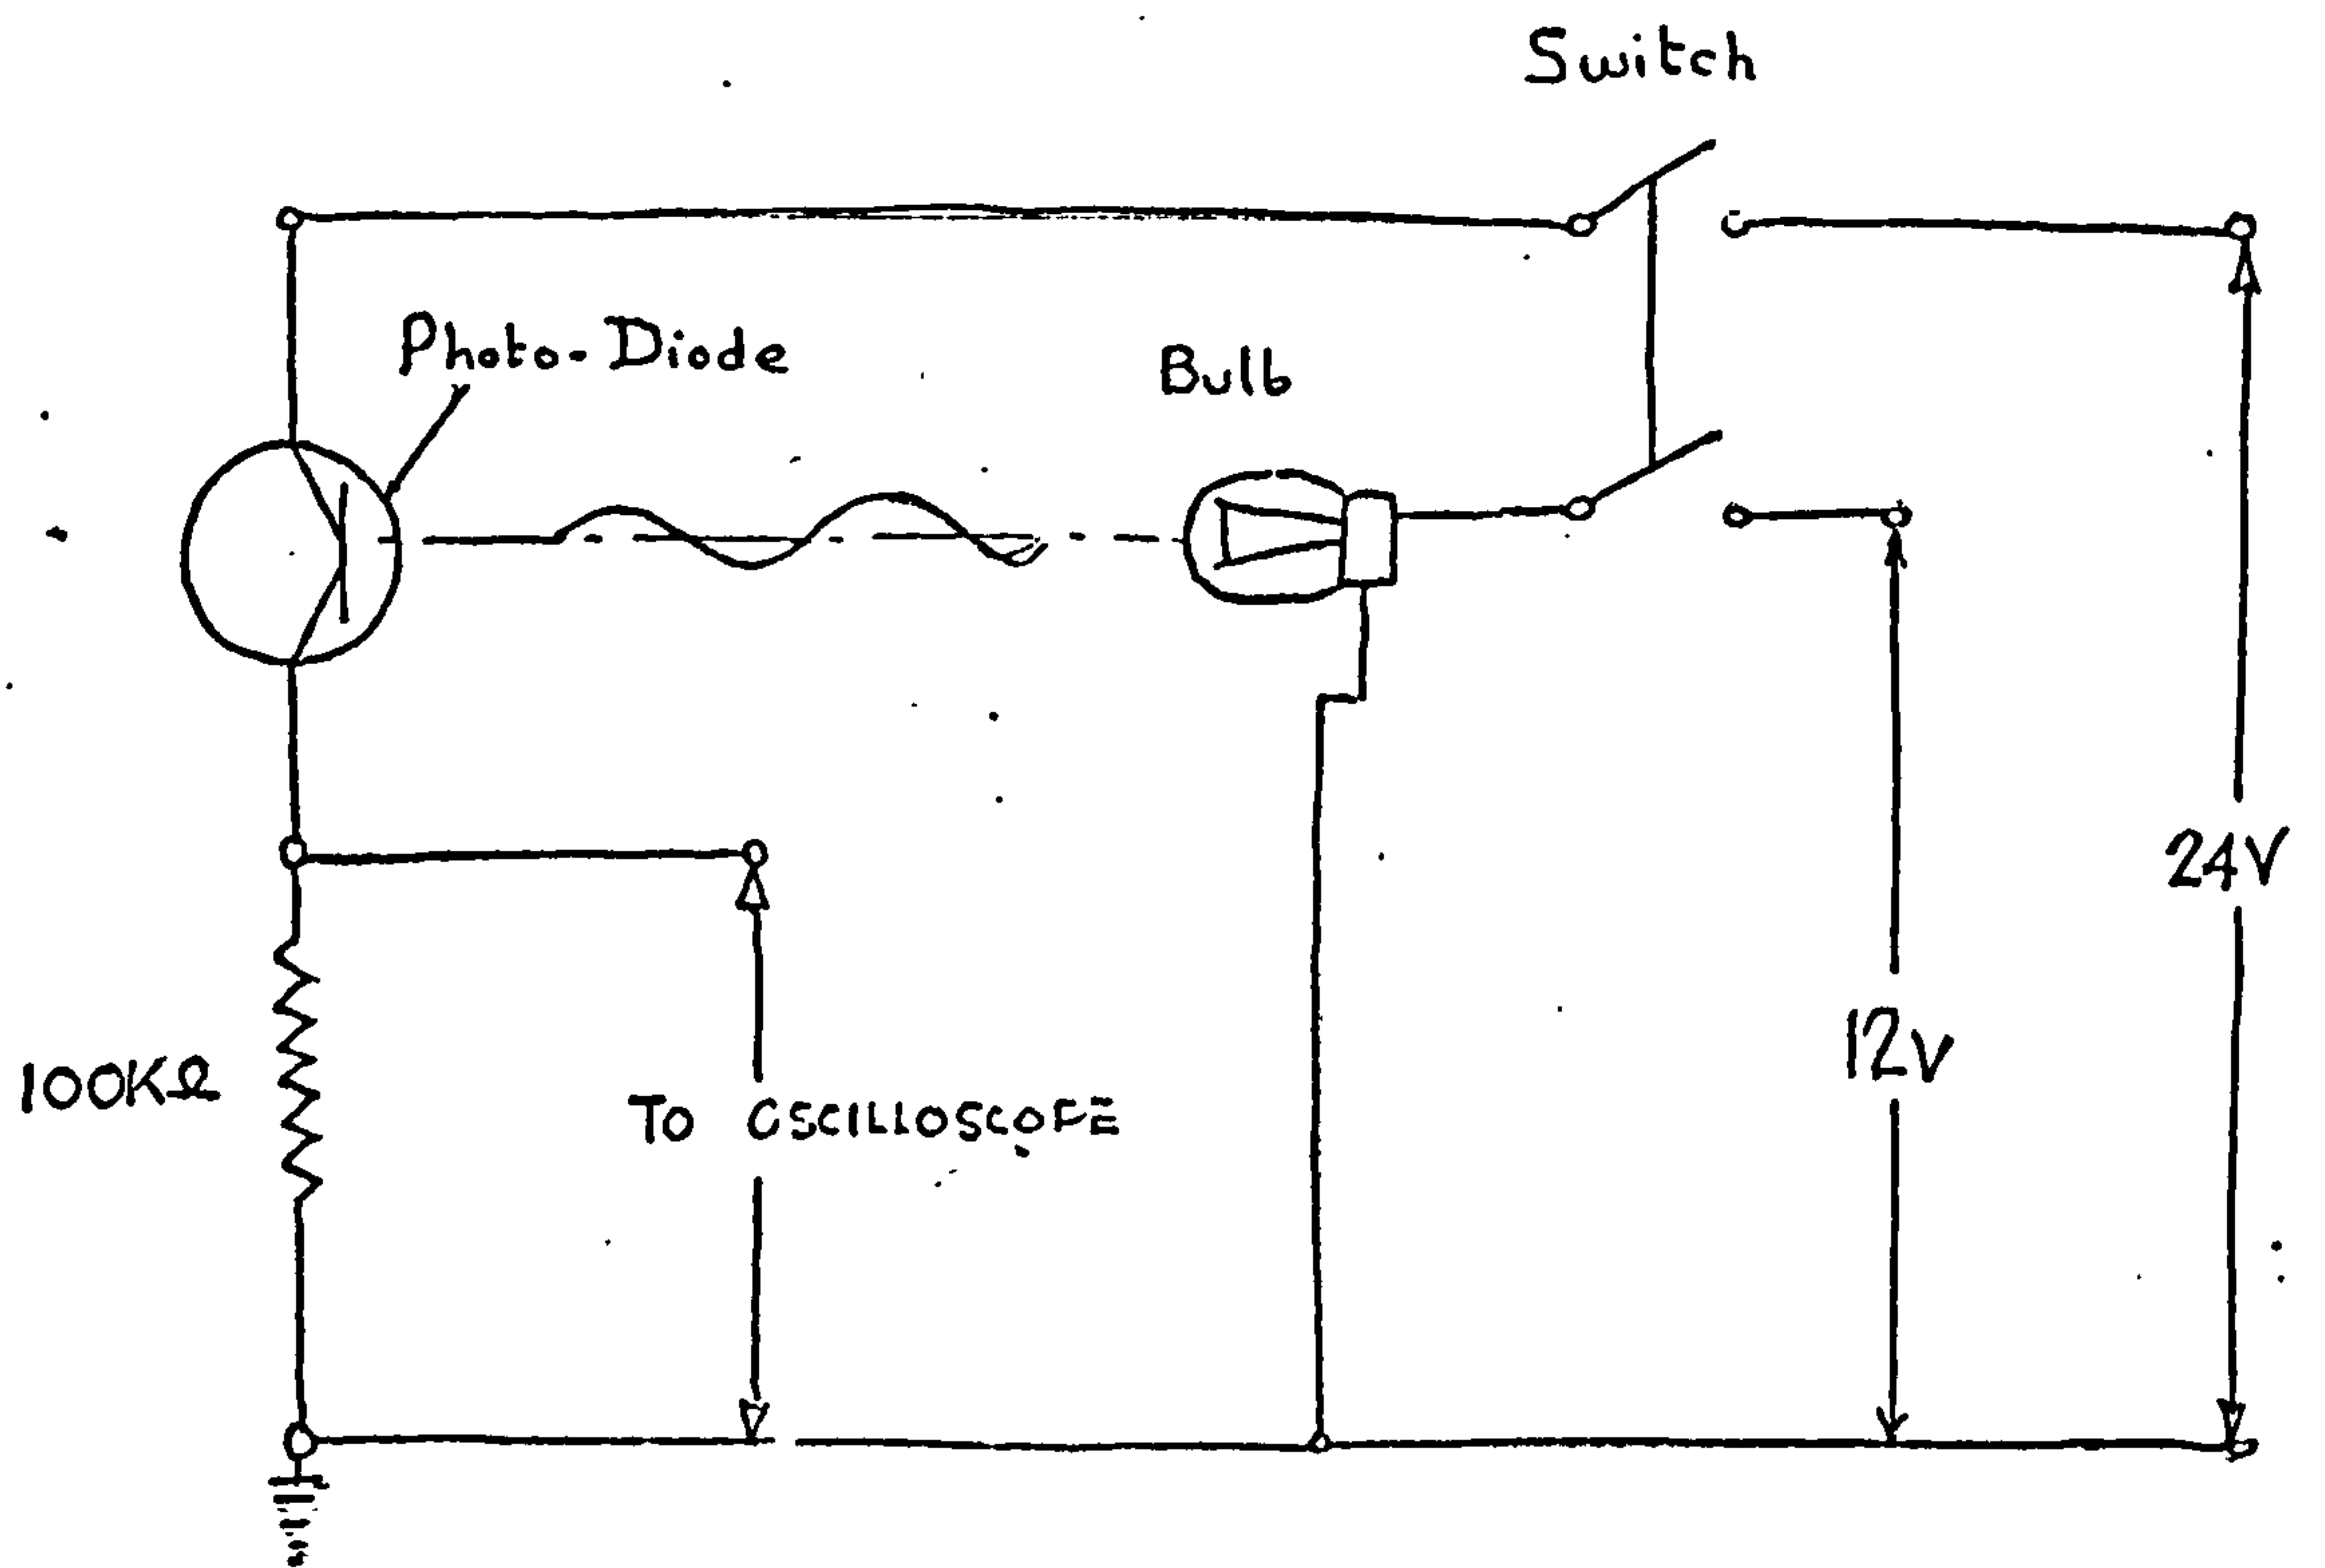 Switch
Photo-Diode
Bulb
24V
12V
100KΩ
To OSCILLOSCOPE